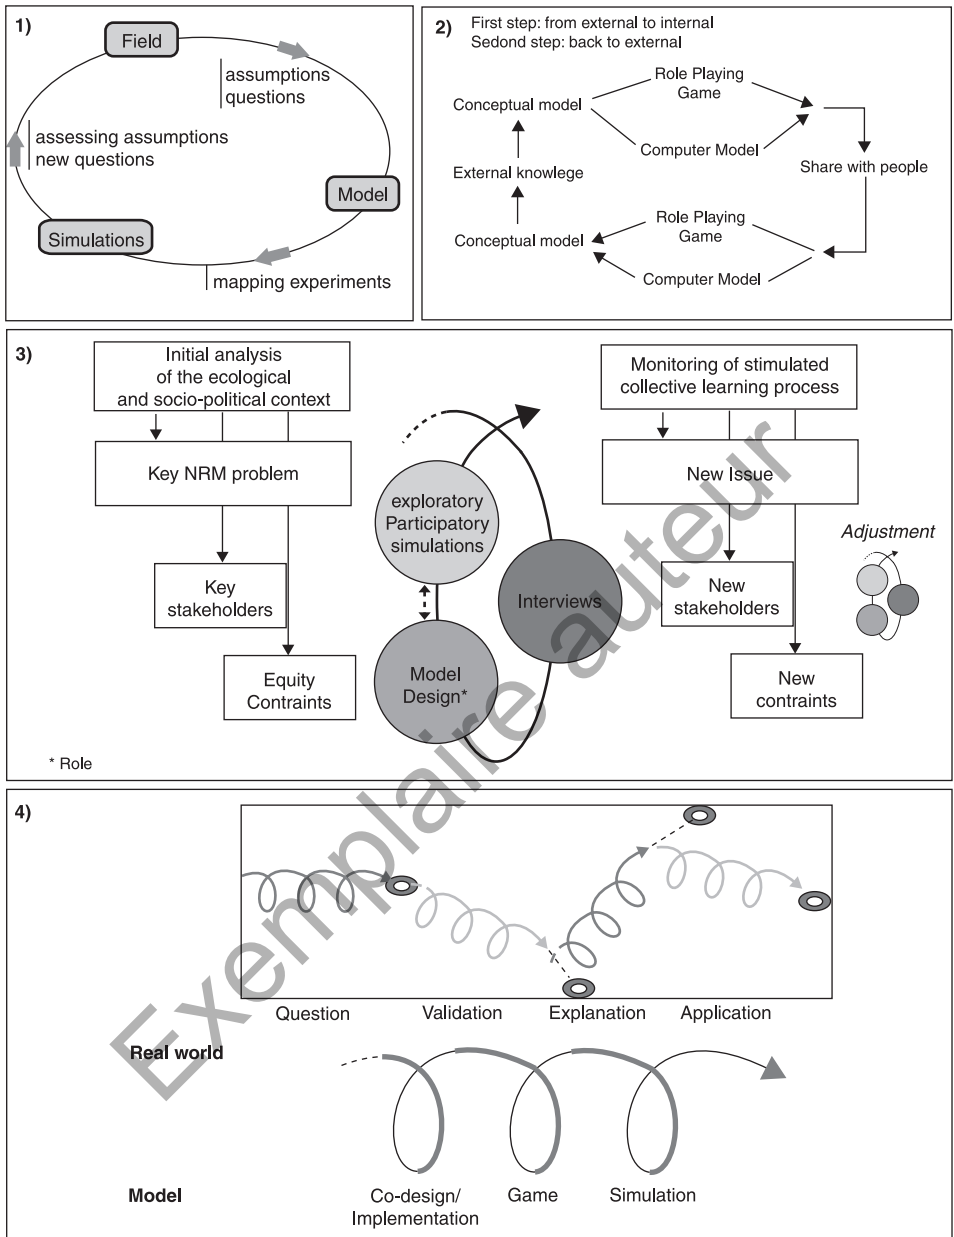 1)
Field
assumptions
questions
assessing assumptions
new questions
Model
Simulations
mapping experiments
2)
First step: from external to internal
Sedond step: back to external
Role Playing
Game
Conceptual model
Computer Model
Share with people
External knowlege
Role Playing
Game
Conceptual model
Computer Model
3)
Initial analysis
of the ecological
and socio-political context
Key NRM problem
Key
stakeholders
Equity
Contraints
exploratory
Participatory
simulations
Interviews
Model
Design*
Monitoring of stimulated
collective learning process
New Issue
New
stakeholders
New
contraints
Adjustment
* Role
4)
Question
Validation
Explanation
Application
Real world
Model
Co-design/
Implementation
Game
Simulation
Exemplaire auteur